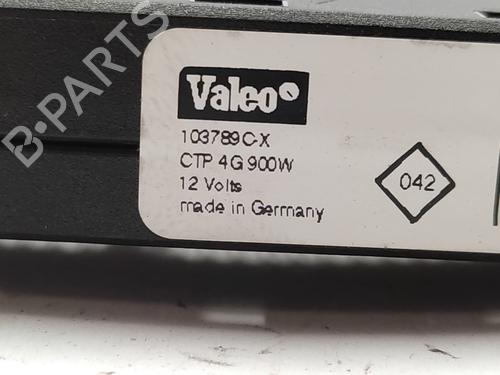 B-PARTS
Valeo
103789C-X
CTP 4G 900W
12 Volts
made in Germany
042